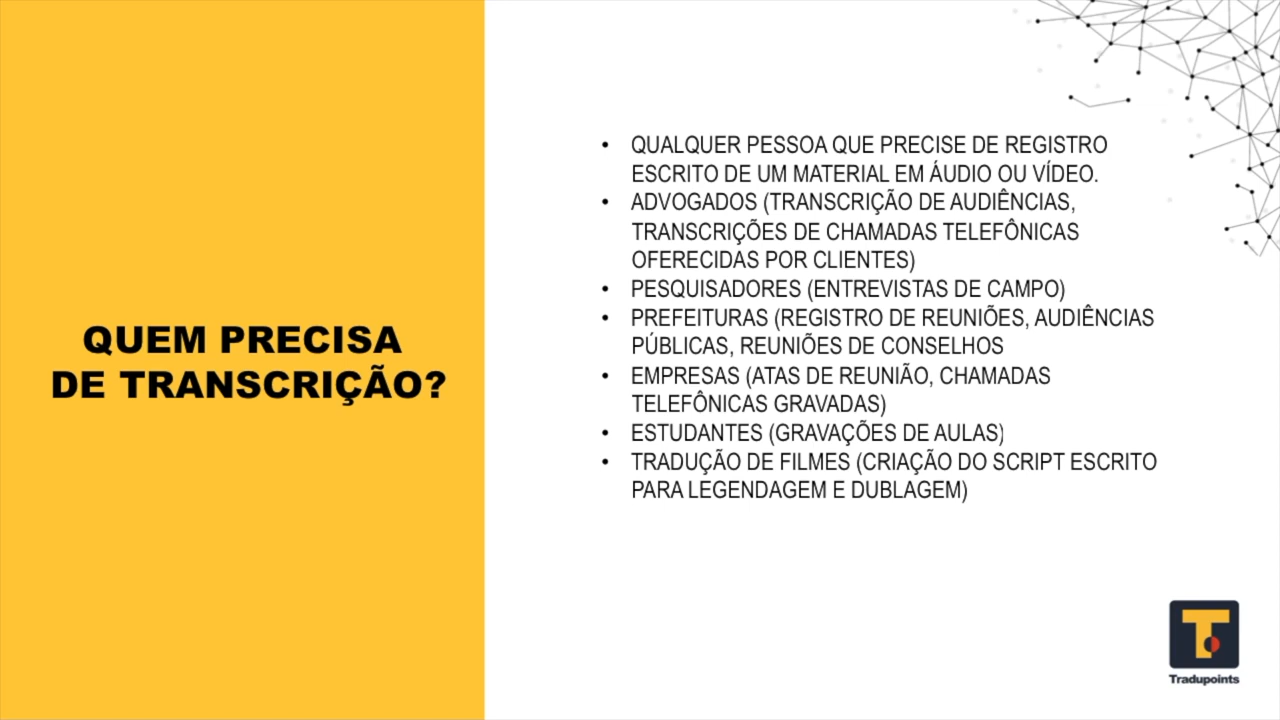 QUEM PRECISA
DE TRANSCRIÇÃO?
• QUALQUER PESSOA QUE PRECISE DE REGISTRO
ESCRITO DE UM MATERIAL EM ÁUDIO OU VÍDEO.
• ADVOGADOS (TRANSCRIÇÃO DE AUDIÊNCIAS,
TRANSCRIÇÕES DE CHAMADAS TELEFÔNICAS
OFERECIDAS POR CLIENTES)
• PESQUISADORES (ENTREVISTAS DE CAMPO)
• PREFEITURAS (REGISTRO DE REUNIÕES, AUDIÊNCIAS
PÚBLICAS, REUNIÕES DE CONSELHOS
• EMPRESAS (ATAS DE REUNIÃO, CHAMADAS
TELEFÔNICAS GRAVADAS)
• ESTUDANTES (GRAVAÇÕES DE AULAS)
• TRADUÇÃO DE FILMES (CRIAÇÃO DO SCRIPT ESCRITO
PARA LEGENDAGEM E DUBLAGEM)
T
Tradupoints